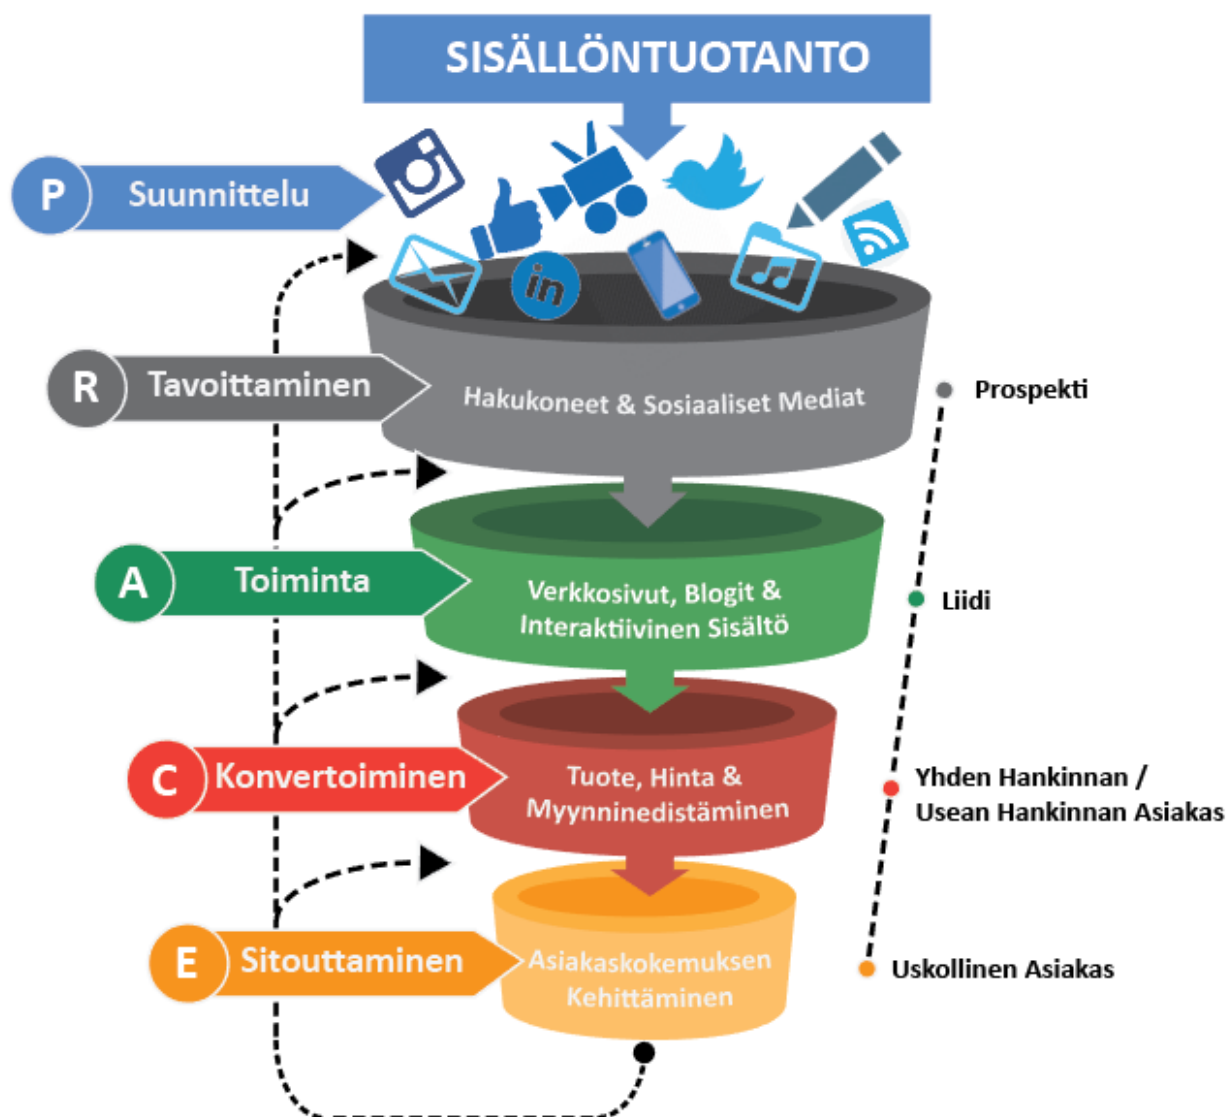 SISÄLLÖNTUOTANTO
P
Suunnittelu
in
R
Tavoittaminen
Hakukoneet & Sosiaaliset Mediat
Prospekti
A
Toiminta
Verkkosivut, Blogit &
Interaktiivinen Sisältö
Liidi
C
Konvertoiminen
Tuote, Hinta &
Myynninedistäminen
Yhden Hankinnan /
Usean Hankinnan Asiakas
E
Sitouttaminen
Asiakaskokemuksen
Kehittäminen
Uskollinen Asiakas